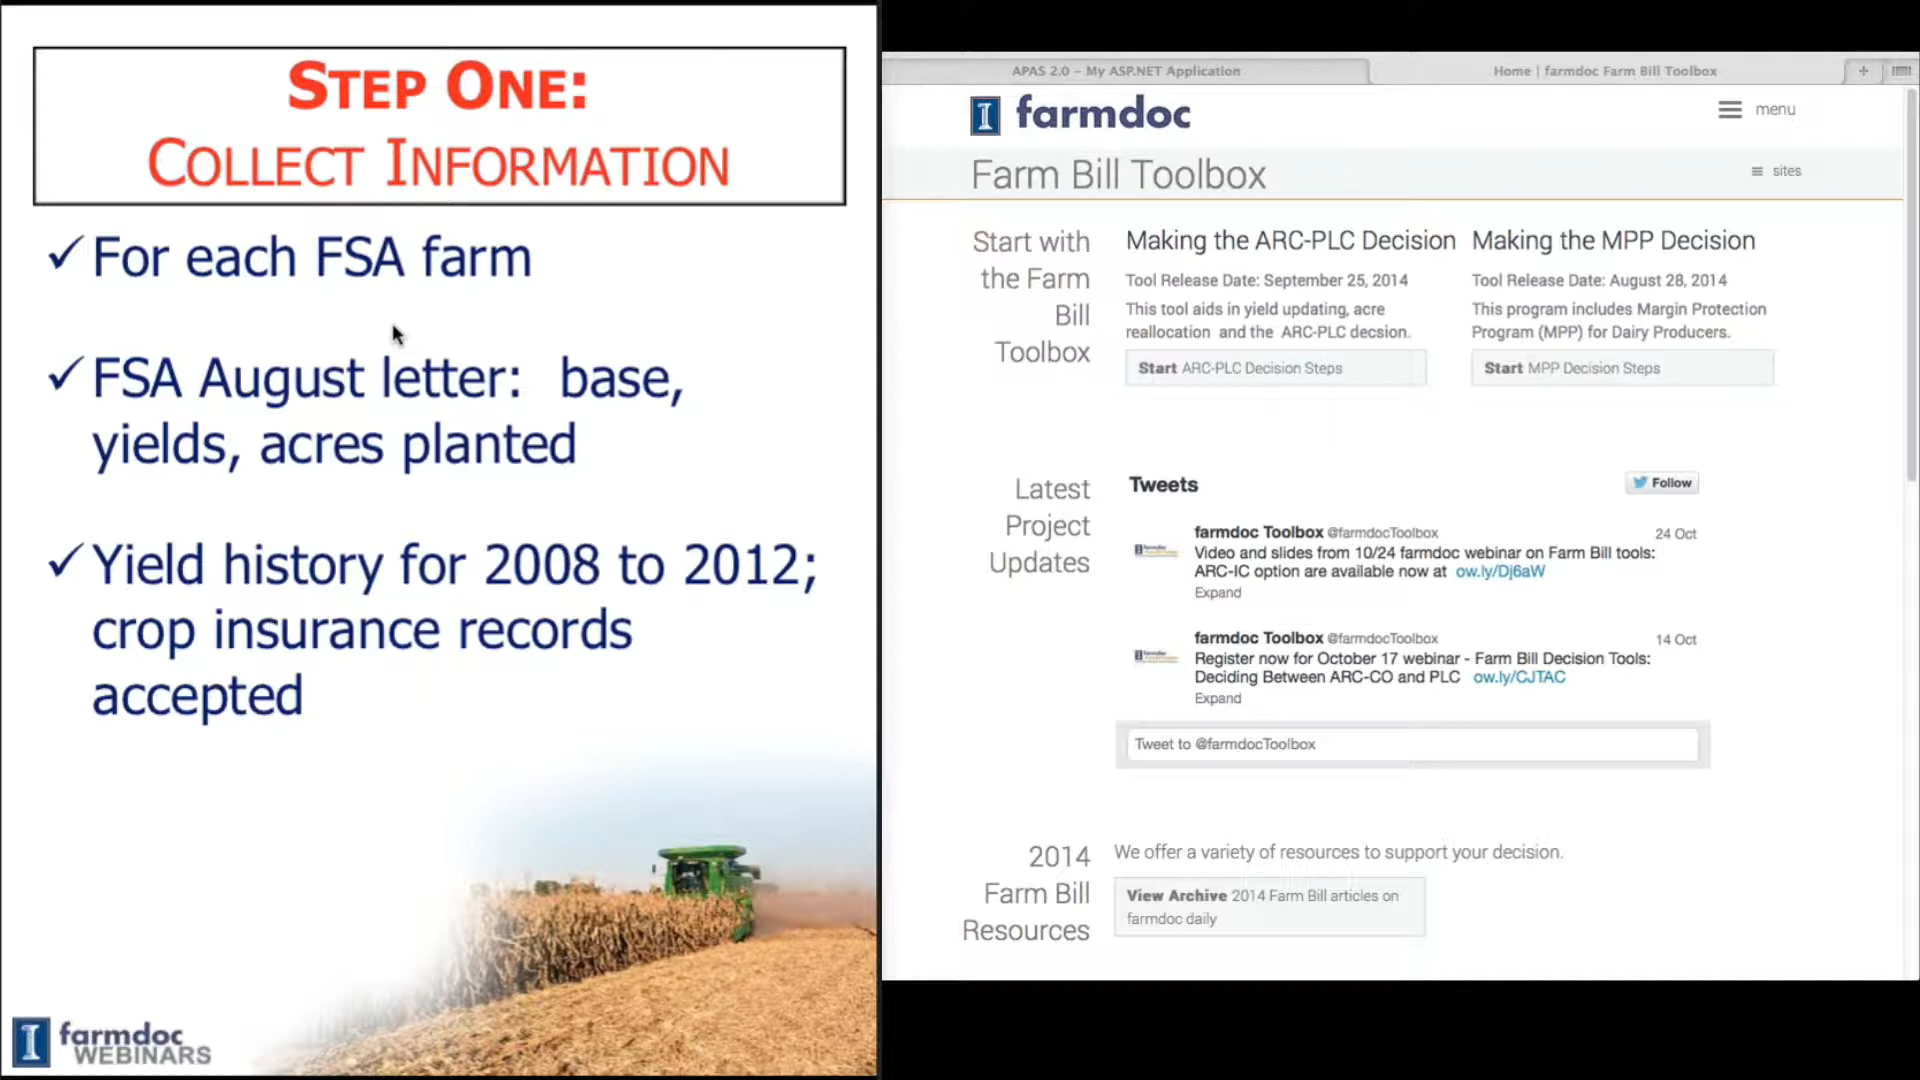 STEP ONE:
COLLECT INFORMATION
✓ For each FSA farm
✓ FSA August letter: base,
yields, acres planted
✓ Yield history for 2008 to 2012;
crop insurance records
accepted
I farmdoc
WEBINARS
APAS 2.0 – My ASP.NET Application
Home | farmdoc Farm Bill Toolbox
+
I farmdoc
menu
Farm Bill Toolbox
sites
Start with
the Farm
Bill
Toolbox
Making the ARC-PLC Decision
Tool Release Date: September 25, 2014
This tool aids in yield updating, acre
reallocation and the ARC-PLC decsion.
Start ARC-PLC Decision Steps
Making the MPP Decision
Tool Release Date: August 28, 2014
This program includes Margin Protection
Program (MPP) for Dairy Producers.
Start MPP Decision Steps
Latest
Project
Updates
Tweets
Follow
farmdoc Toolbox @farmdocToolbox
24 Oct
Video and slides from 10/24 farmdoc webinar on Farm Bill tools:
ARC-IC option are available now at ow.ly/Dj6aW
Expand
farmdoc Toolbox @farmdocToolbox
14 Oct
Register now for October 17 webinar - Farm Bill Decision Tools:
Deciding Between ARC-CO and PLC ow.ly/CJTAC
Expand
Tweet to @farmdocToolbox
2014
Farm Bill
Resources
We offer a variety of resources to support your decision.
View Archive 2014 Farm Bill articles on
farmdoc daily